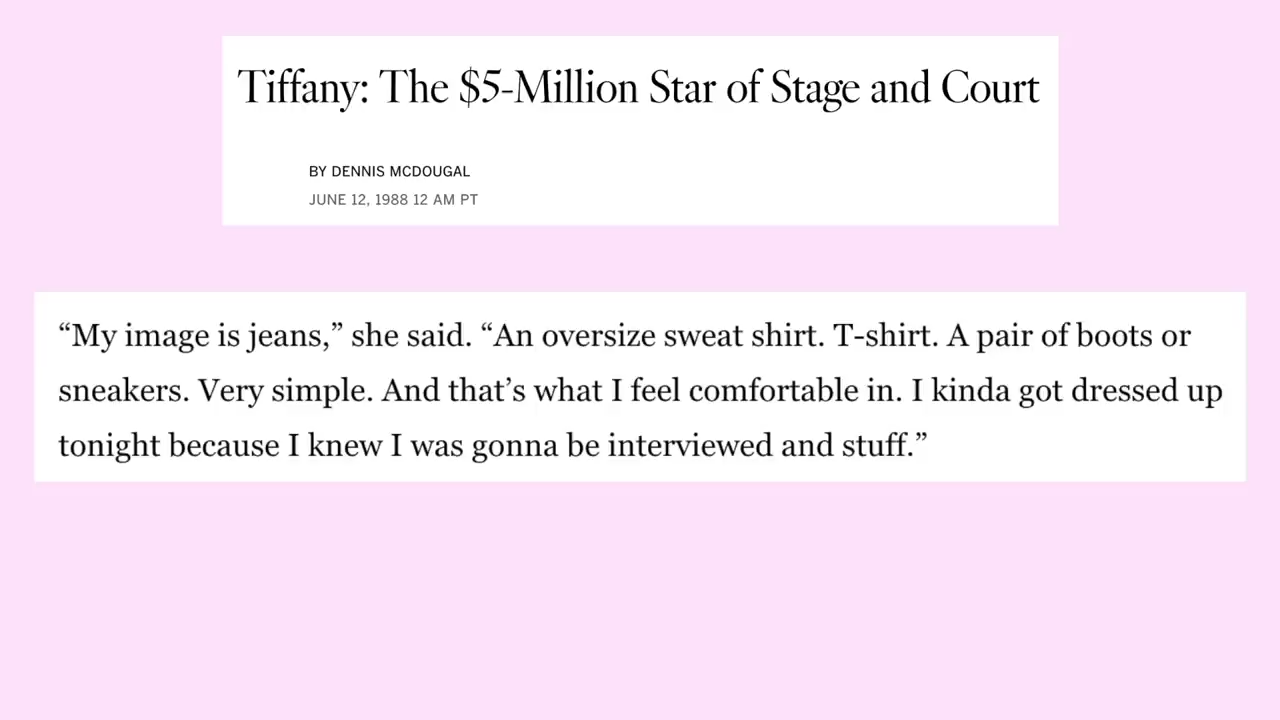 Tiffany: The $5-Million Star of Stage and Court
BY DENNIS MCDOUGAL
JUNE 12, 1988 12 AM PT
“My image is jeans,” she said. “An oversize sweat shirt. T-shirt. A pair of boots or
sneakers. Very simple. And that’s what I feel comfortable in. I kinda got dressed up
tonight because I knew I was gonna be interviewed and stuff.”